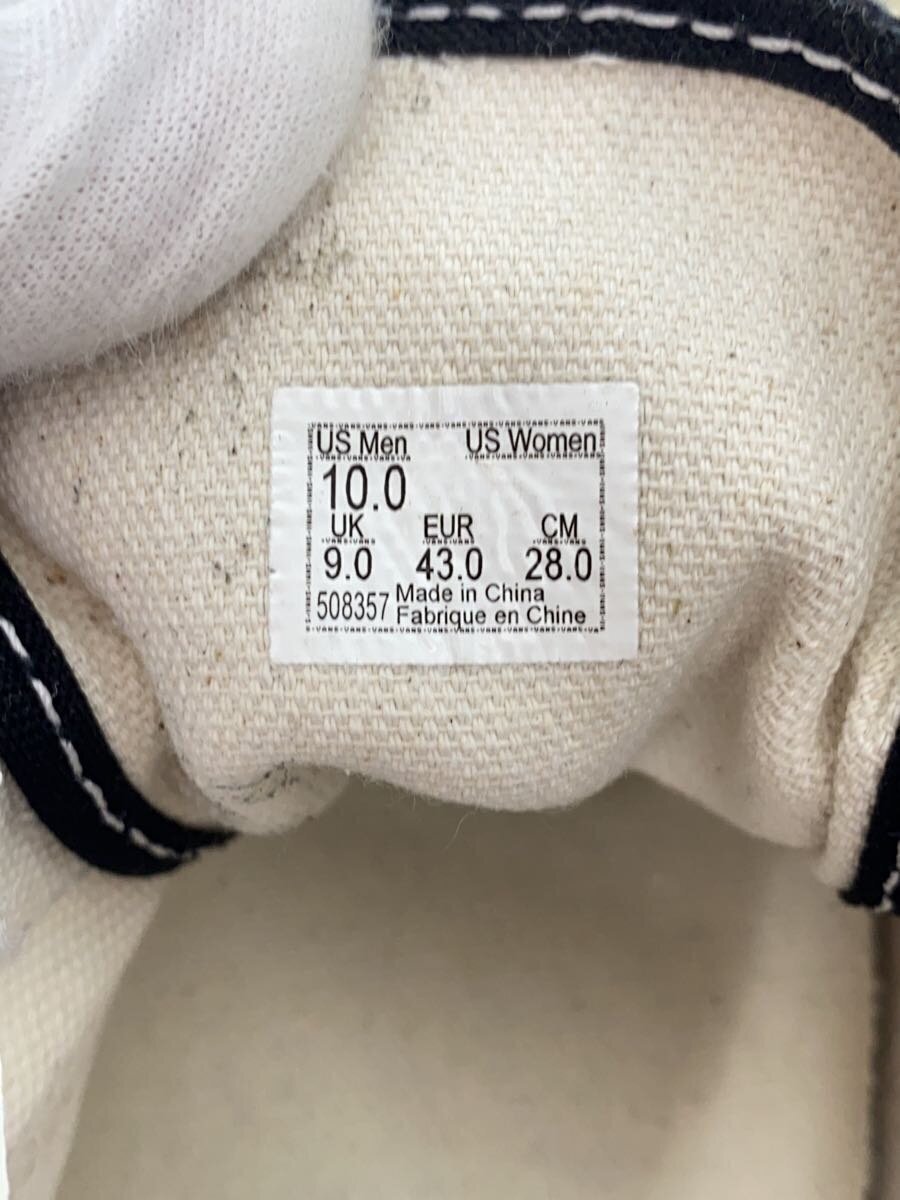 US Men US Women
10.0
UK EUR CM
9.0 43.0 28.0
508357 Made in China
Fabrique en Chine